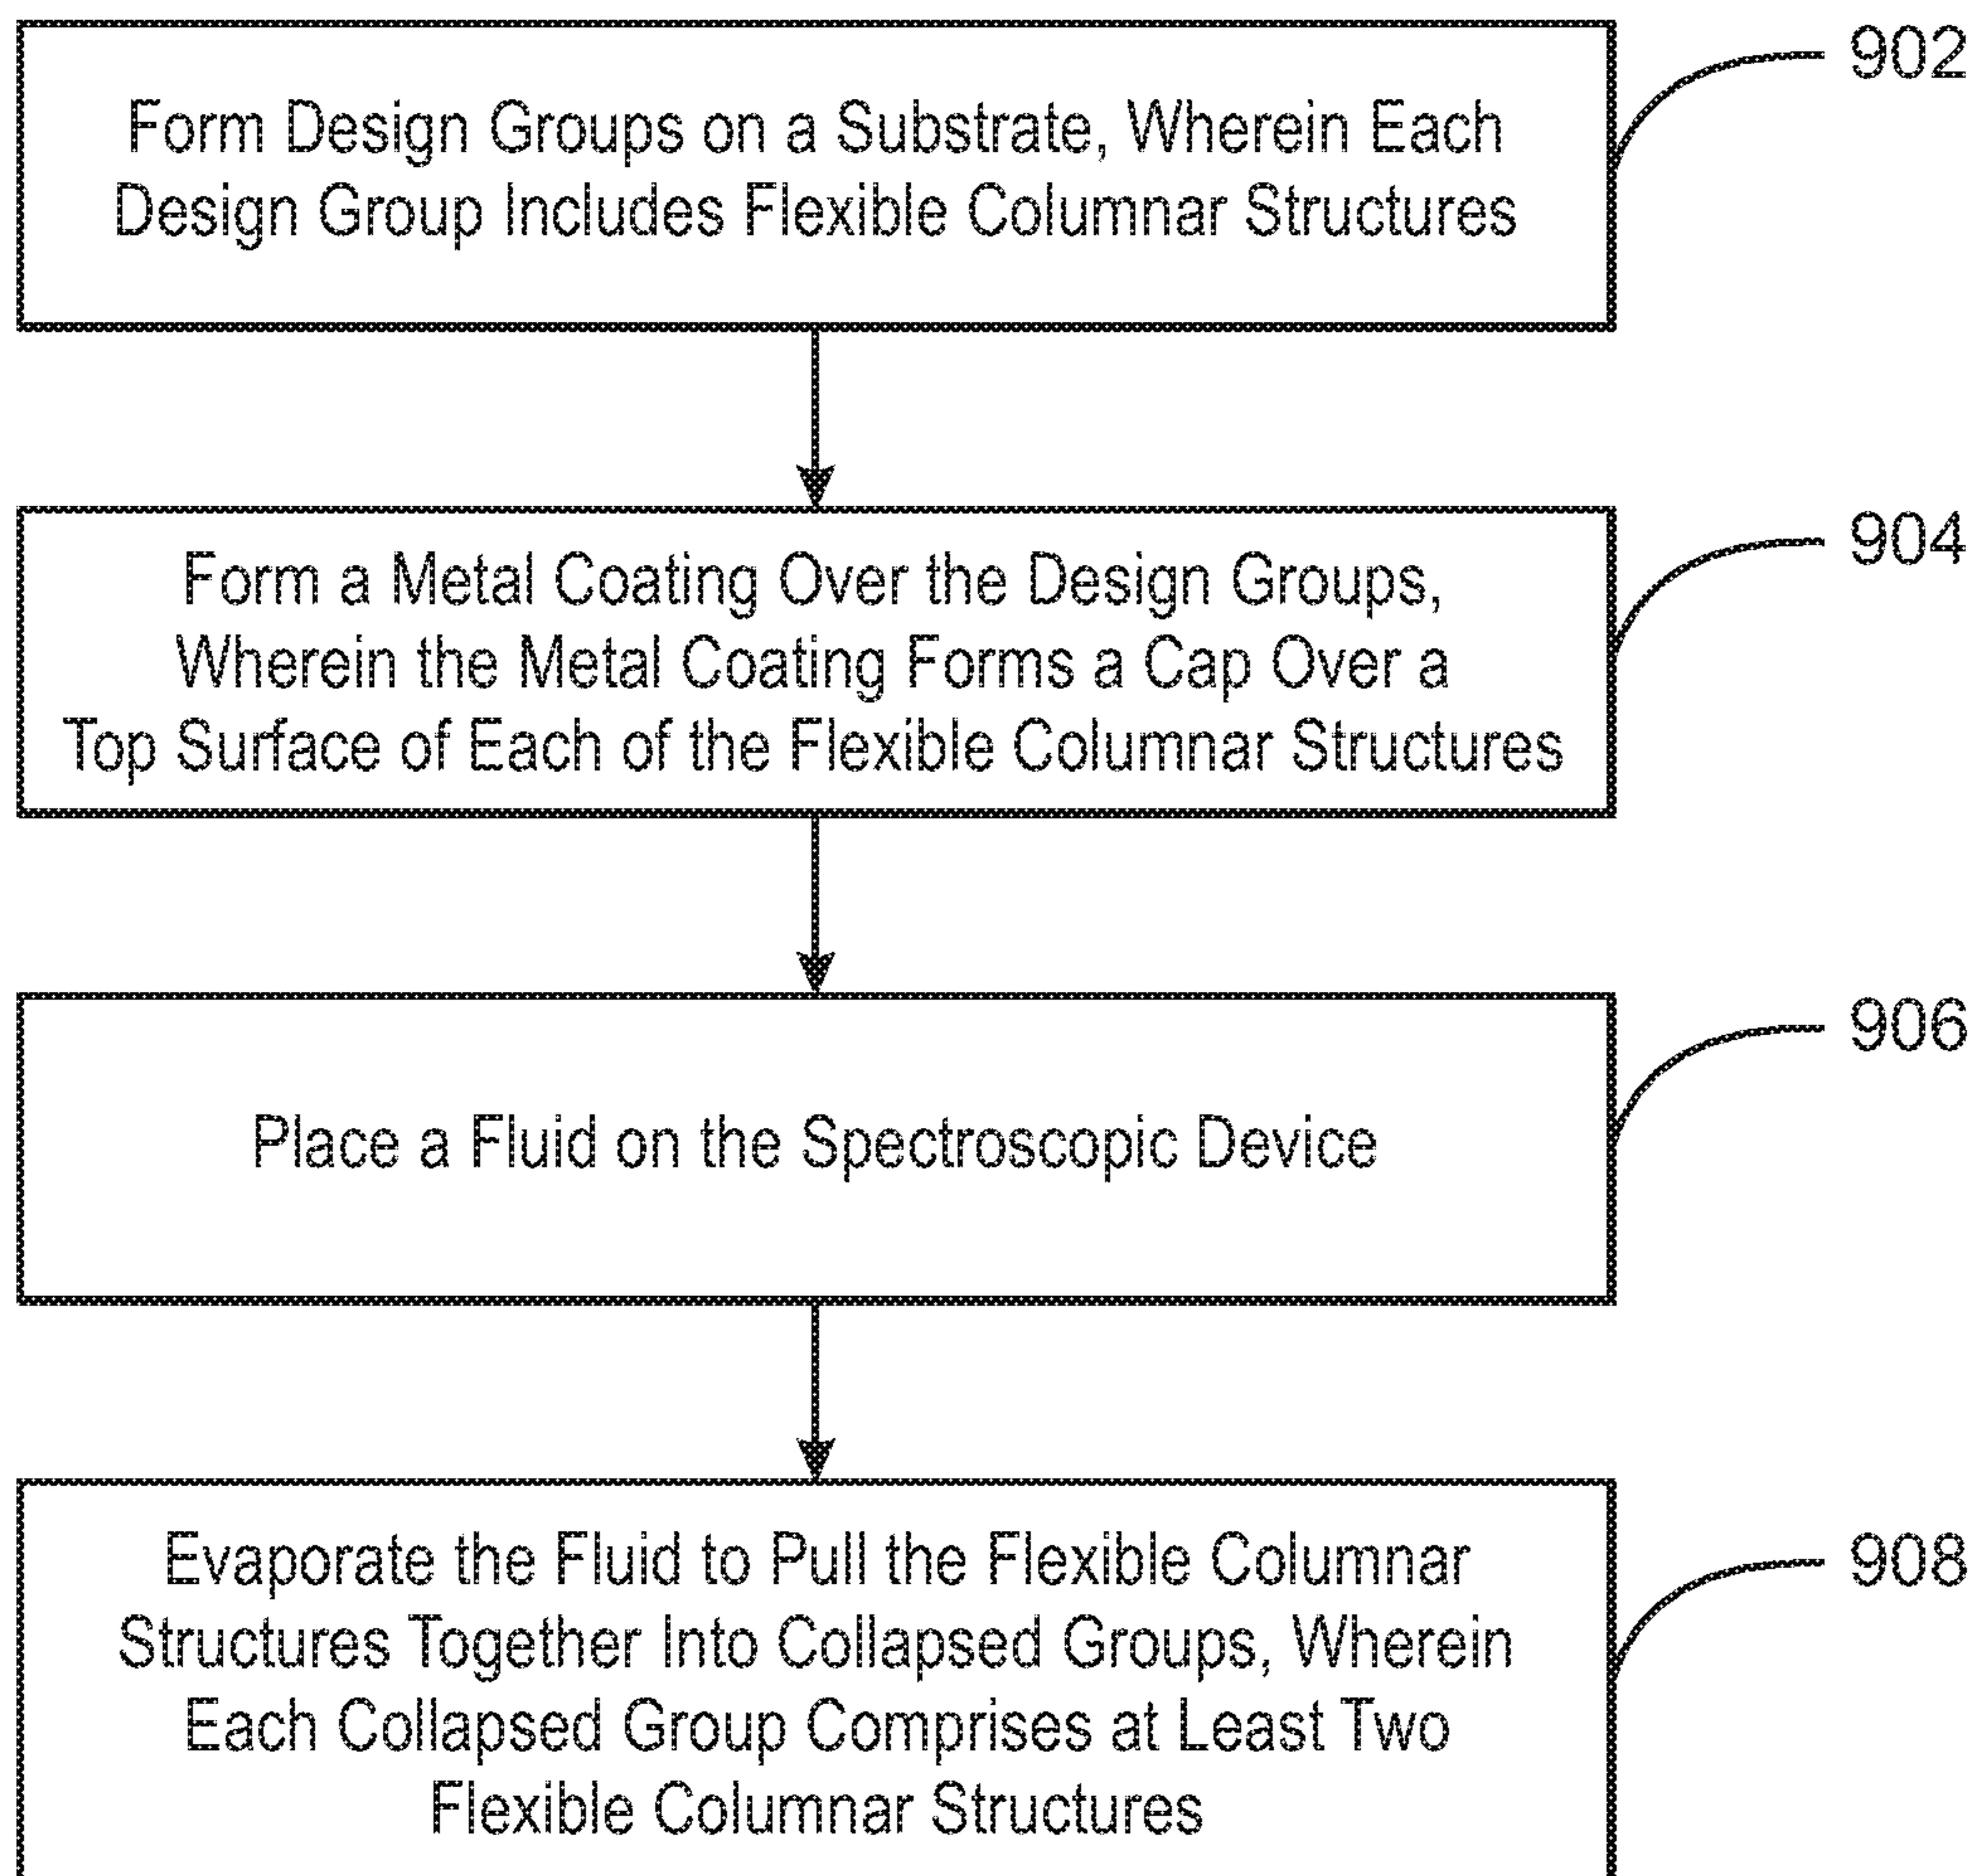 Form Design Groups on a Substrate, Wherein Each
Design Group Includes Flexible Columnar Structures
902
Form a Metal Coating Over the Design Groups,
Wherein the Metal Coating Forms a Cap Over a
Top Surface of Each of the Flexible Columnar Structures
904
Place a Fluid on the Spectroscopic Device
906
Evaporate the Fluid to Pull the Flexible Columnar
Structures Together Into Collapsed Groups, Wherein
Each Collapsed Group Comprises at Least Two
Flexible Columnar Structures
908